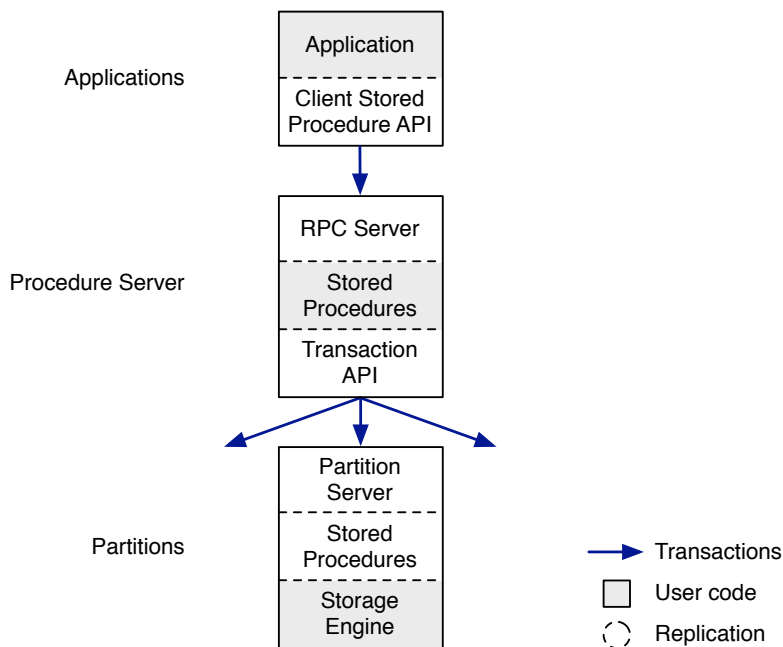 Applications
Application
Client Stored
Procedure API
Procedure Server
RPC Server
Stored
Procedures
Transaction
API
Partitions
Partition
Server
Stored
Procedures
Storage
Engine
Transactions
User code
Replication